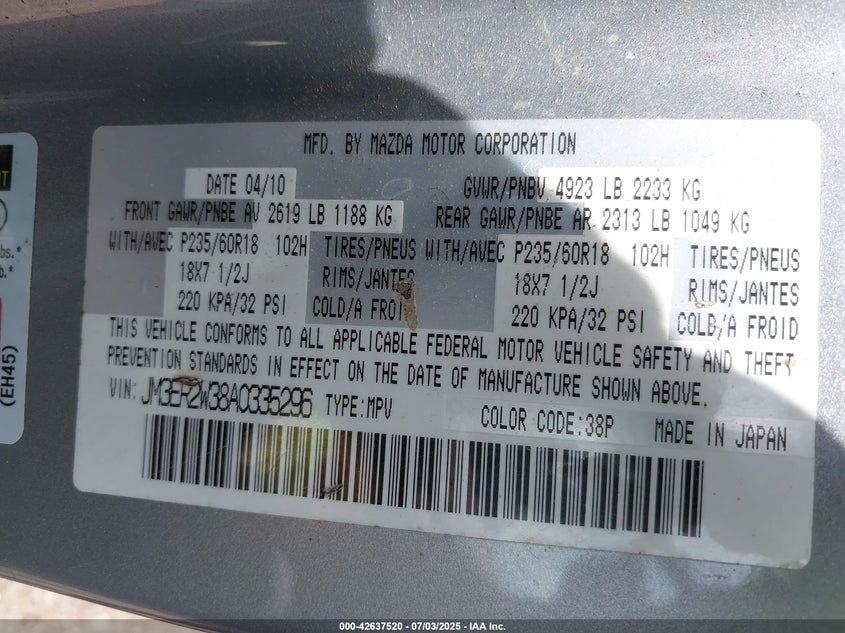 MFD. BY MAZDA MOTOR CORPORATION
DATE 04/10 GVWR/PNBV 4923 LB 2233 KG
FRONT GAWR/PNBE AV 2619 LB 1188 KG REAR GAWR/PNBE AR 2313 LB 1049 KG
WITH/AVEC P235/60R18 102H TIRES/PNEUS WITH/AVEC P235/60R18 102H TIRES/PNEUS
18X7 1/2J RIMS/JANTES 18X7 1/2J RIMS/JANTES
220 KPA/32 PSI COLD/A FROID 220 KPA/32 PSI COLD/A FROID
THIS VEHICLE CONFORMS TO ALL APPLICABLE FEDERAL MOTOR VEHICLE SAFETY AND THEFT
PREVENTION STANDARDS IN EFFECT ON THE DATE OF MANUFACTURE SHOWN ABOVE.
VIN: JM3ER2W38A0335296 TYPE:MPV COLOR CODE:38P MADE IN JAPAN
(EH45)
000-42637520 - 07/03/2025 - IAA Inc.